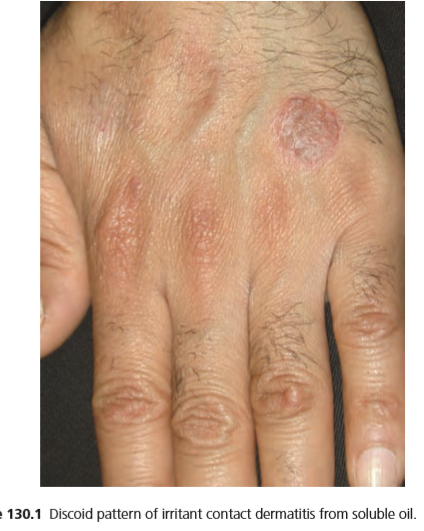 e 130.1 Discoid pattern of irritant contact dermatitis from soluble oil.